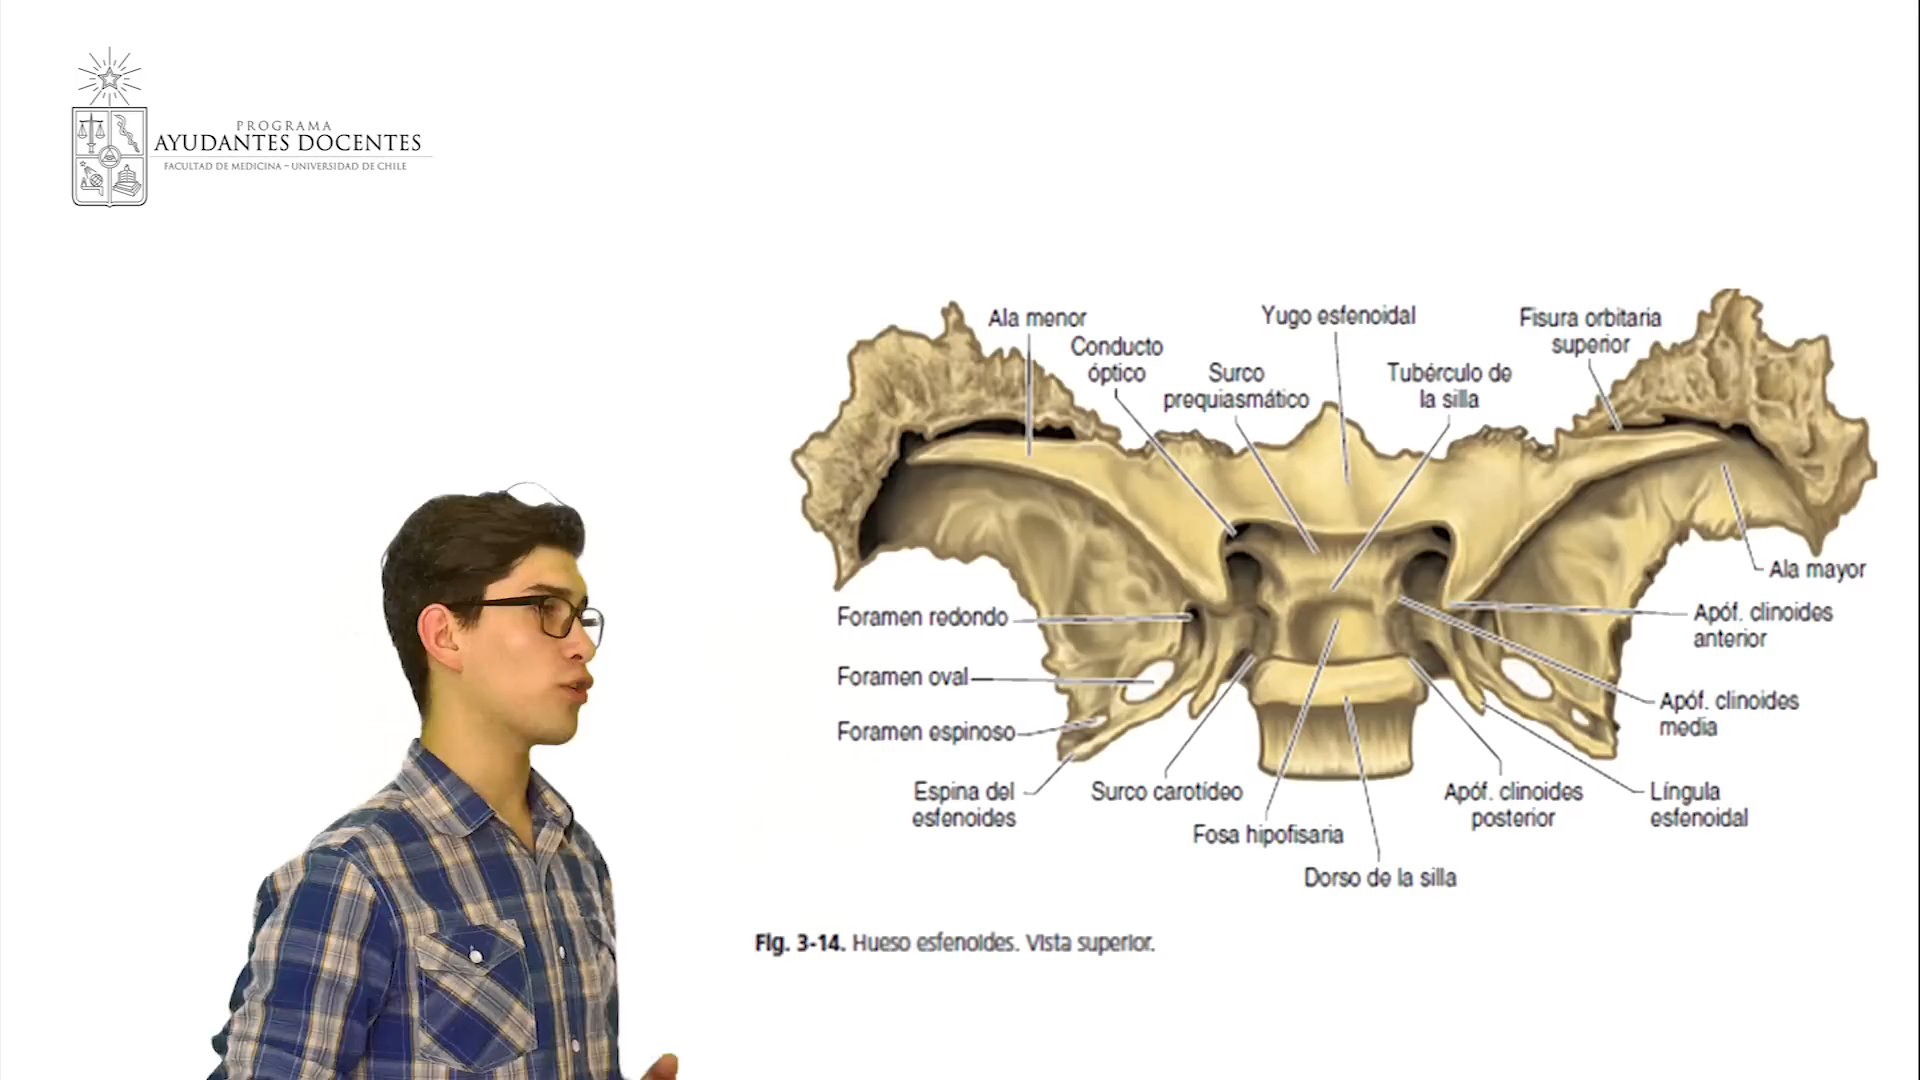 PROGRAMA
AYUDANTES DOCENTES
FACULTAD DE MEDICINA – UNIVERSIDAD DE CHILE
Ala menor
Conducto
óptico
Surco
prequiasmático
Yugo esfenoidal
Tubérculo de
la silla
Fisura orbitaria
superior
Ala mayor
Apóf. clinoides
anterior
Apóf. clinoides
media
Foramen redondo
Foramen oval
Foramen espinoso
Espina del
esfenoides
Surco carotídeo
Fosa hipofisaria
Dorso de la silla
Apóf. clinoides
posterior
Língula
esfenoidal
Fig. 3-14. Hueso esfenoides. Vista superior.